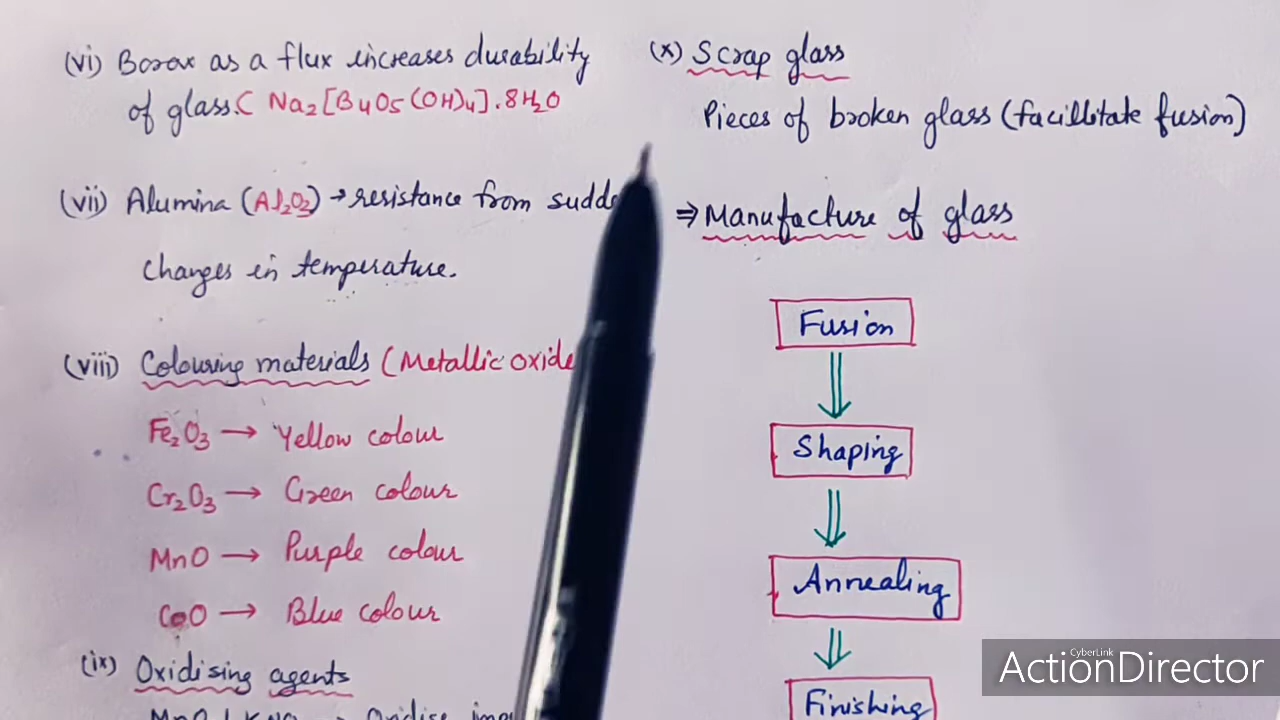 (vi) Borax as a flux increases durability
of glass.( Na2[B4O5(OH)4].8H2O
(vii) Alumina (Al2O3) → resistance from
changes in temperature.
(viii) Colouring materials (Metallic oxide
Fe2O3 → Yellow colour
Cr2O3 → Green colour
MnO → Purple colour
CoO → Blue colour
(ix) Oxidising agents
Oxidise
(x) Scrap glass
Pieces of broken glass (facillitate fusion)
⇒ Manufacture of glass
Fusion
Shaping
Annealing
Finishing
CyberLink
ActionDirector